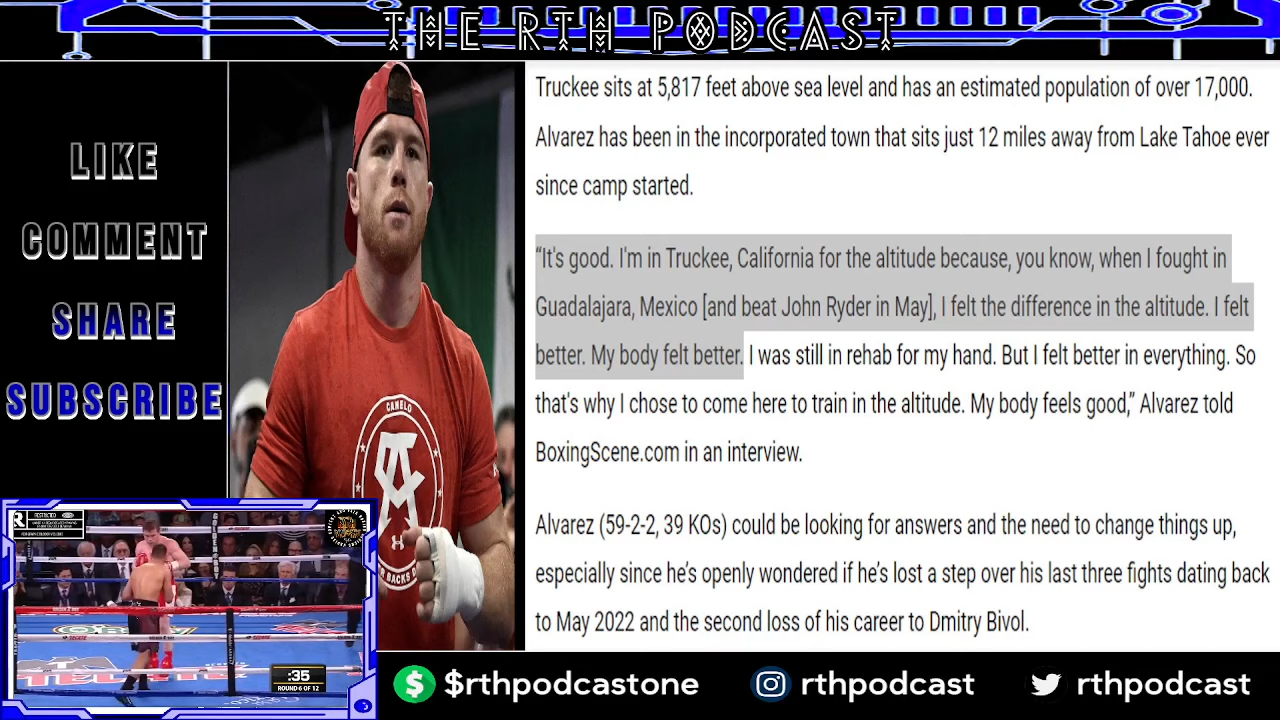 THE RTH PODCAST
LIKE
COMMENT
SHARE
SUBSCRIBE
Truckee sits at 5,817 feet above sea level and has an estimated population of over 17,000.
Alvarez has been in the incorporated town that sits just 12 miles away from Lake Tahoe ever
since camp started.
“It's good. I'm in Truckee, California for the altitude because, you know, when I fought in
Guadalajara, Mexico [and beat John Ryder in May], I felt the difference in the altitude. I felt
better. My body felt better. I was still in rehab for my hand. But I felt better in everything. So
that's why I chose to come here to train in the altitude. My body feels good,” Alvarez told
BoxingScene.com in an interview.
Alvarez (59-2-2, 39 KOs) could be looking for answers and the need to change things up,
especially since he’s openly wondered if he’s lost a step over his last three fights dating back
to May 2022 and the second loss of his career to Dmitry Bivol.
CANELO
R RESTRICTED
:35
ROUND 6 OF 12
$rthpodcastone
rthpodcast
rthpodcast